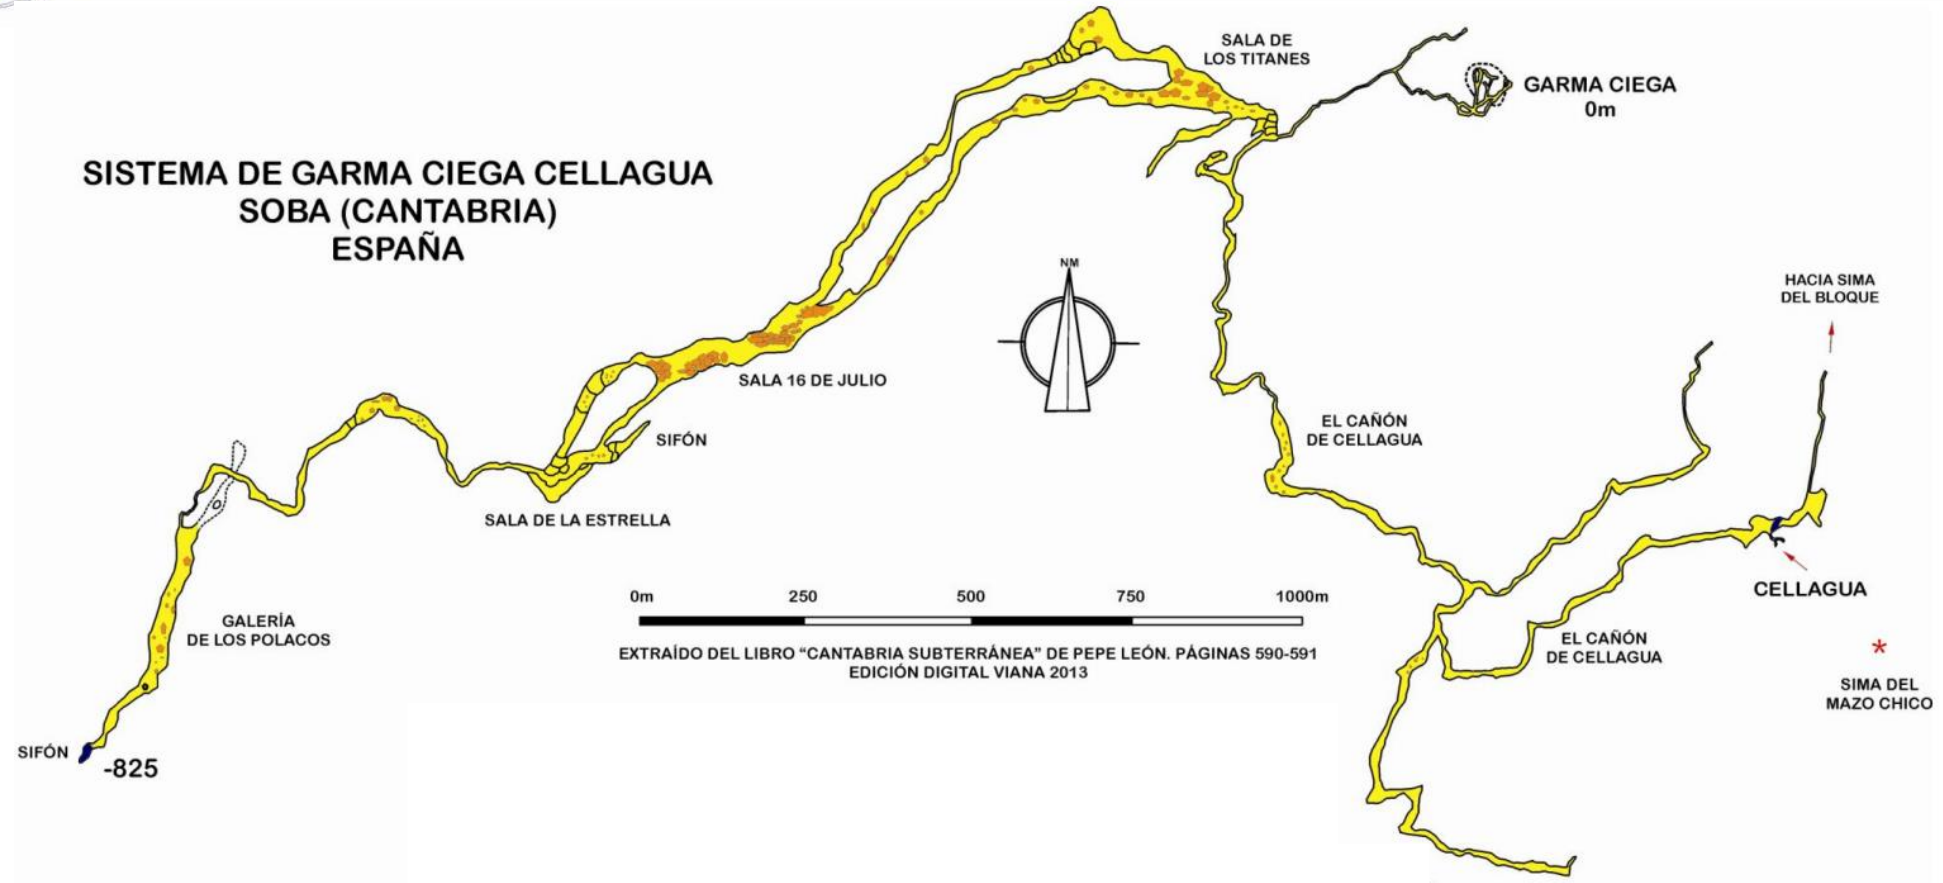 SALA DE
LOS TITANES
GARMA CIEGA
0m
SISTEMA DE GARMA CIEGA CELLAGUA
SOBA (CANTABRIA)
ESPAÑA
NM
HACIA SIMA
DEL BLOQUE
SALA 16 DE JULIO
EL CAÑÓN
DE CELLAGUA
SIFÓN
SALA DE LA ESTRELLA
CELLAGUA
0m 250 500 750 1000m
GALERÍA
DE LOS POLACOS
EL CAÑÓN
DE CELLAGUA
EXTRAÍDO DEL LIBRO “CANTABRIA SUBTERRÁNEA” DE PEPE LEÓN. PÁGINAS 590-591
EDICIÓN DIGITAL VIANA 2013
*
SIMA DEL
MAZO CHICO
SIFÓN
-825